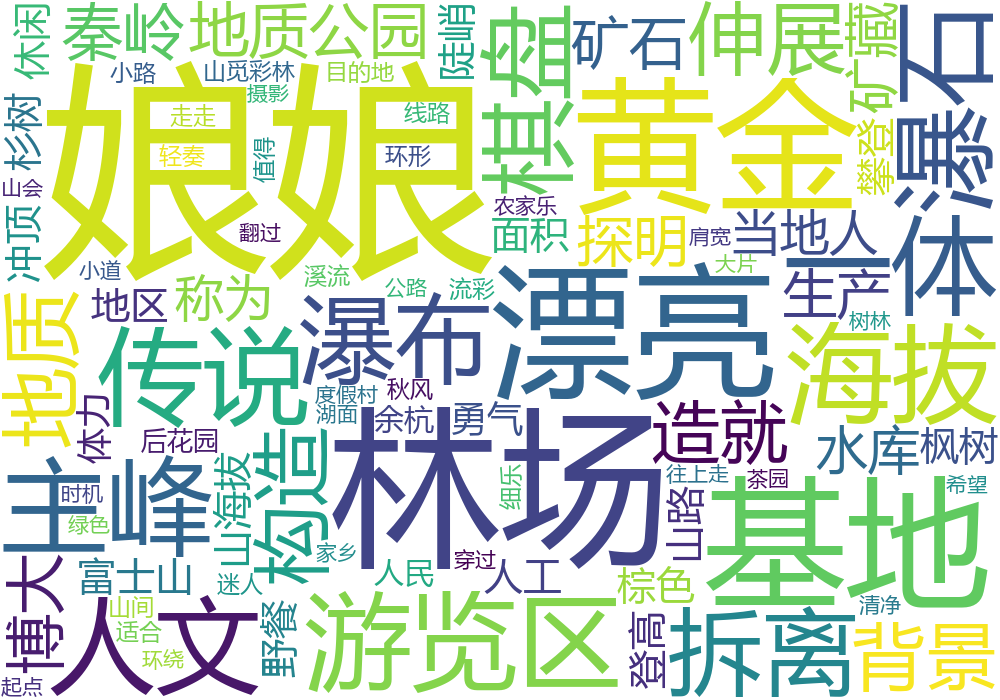 休闲
秦岭
地质公园
陡峭
棋盘
矿石
伸展
矿藏
石
小路
山觅彩林
目的地
摄影
杉树
娘娘
走走
轻奏
值得
线路
环形
黄金
攀登
瀑
山会
冲顶
翻过
农家乐
面积
探明
肩宽
当地人
大片
一体
小道
溪流
公路
流彩
地质
地区
称为
瀑布
漂亮
生产
树林
海拔
传说
度假村
湖面
秋风
余杭
勇气
造就
水库
枫树
体力
后花园
林场
往上走
茶园
希望
主峰
时机
绿色
山海拔
构造
细乐
山路
基地
家乡
穿过
博大
富士山
迷人
人民
人工
棕色
清净
山间
适合
环绕
起点
人文
野餐
游览区
登高
拆离
背景